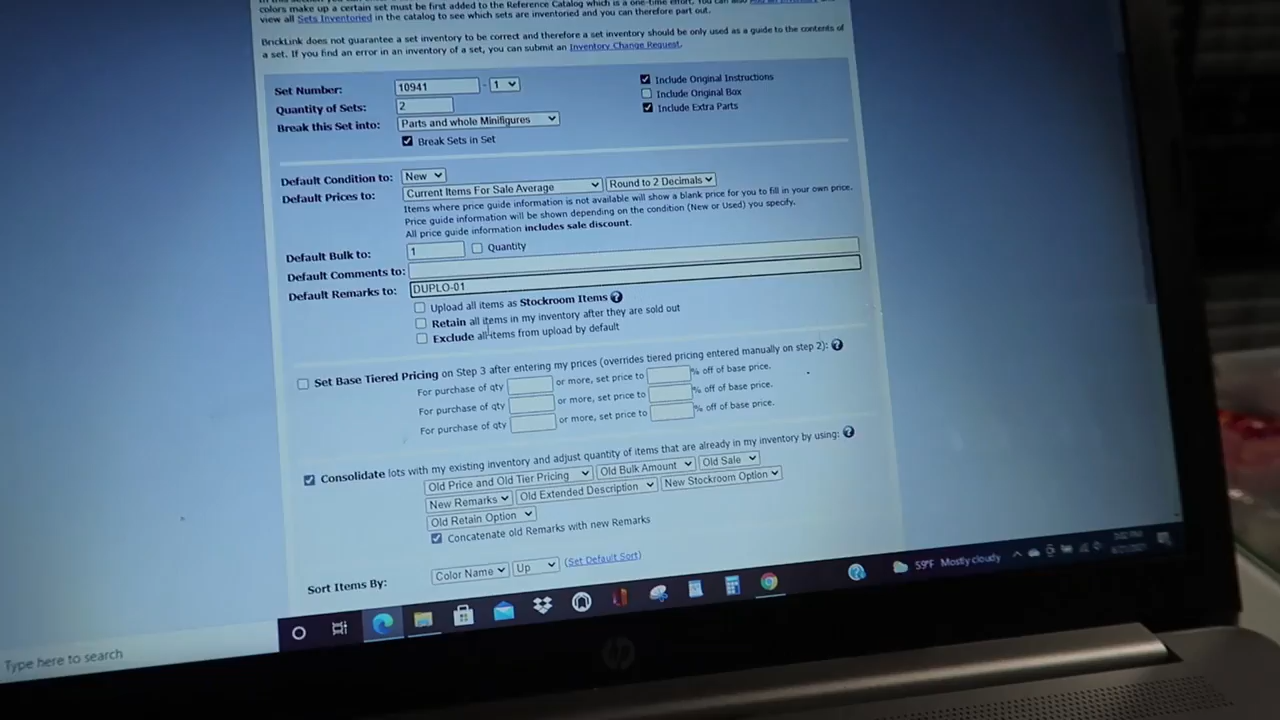 colors make up a certain set must be first added to the Reference Catalog which is a one-time effort. You can also
view all Sets Inventoried in the catalog to see which sets are inventoried and you can therefore part out.
BrickLink does not guarantee a set inventory to be correct and therefore a set inventory should be only used as a guide to the contents of
a set. If you find an error in an inventory of a set, you can submit an Inventory Change Request.
Set Number: 10941 - 1
Include Original Instructions
Quantity of Sets: 2
Include Original Box
Break this Set into: Parts and whole Minifigures
Include Extra Parts
Break Sets in Set
Default Condition to: New
Default Prices to: Current Items For Sale Average Round to 2 Decimals
Items where price guide information is not available will show a blank price for you to fill in your own price.
Price guide information will be shown depending on the condition (New or Used) you specify.
All price guide information includes sale discount.
Default Bulk to: 1 Quantity
Default Comments to:
Default Remarks to: DUPLO-01
Upload all items as Stockroom Items ?
Retain all items in my inventory after they are sold out
Exclude all items from upload by default
Set Base Tiered Pricing on Step 3 after entering my prices (overrides tiered pricing entered manually on step 2): ?
For purchase of qty or more, set price to % off of base price.
For purchase of qty or more, set price to % off of base price.
For purchase of qty or more, set price to % off of base price.
Consolidate lots with my existing inventory and adjust quantity of items that are already in my inventory by using: ?
Old Price and Old Tier Pricing Old Bulk Amount Old Sale
New Remarks Old Extended Description New Stockroom Option
Old Retain Option
Concatenate old Remarks with new Remarks
Sort Items By: Color Name Up (Set Default Sort)
Type here to search
59°F Mostly cloudy
hp